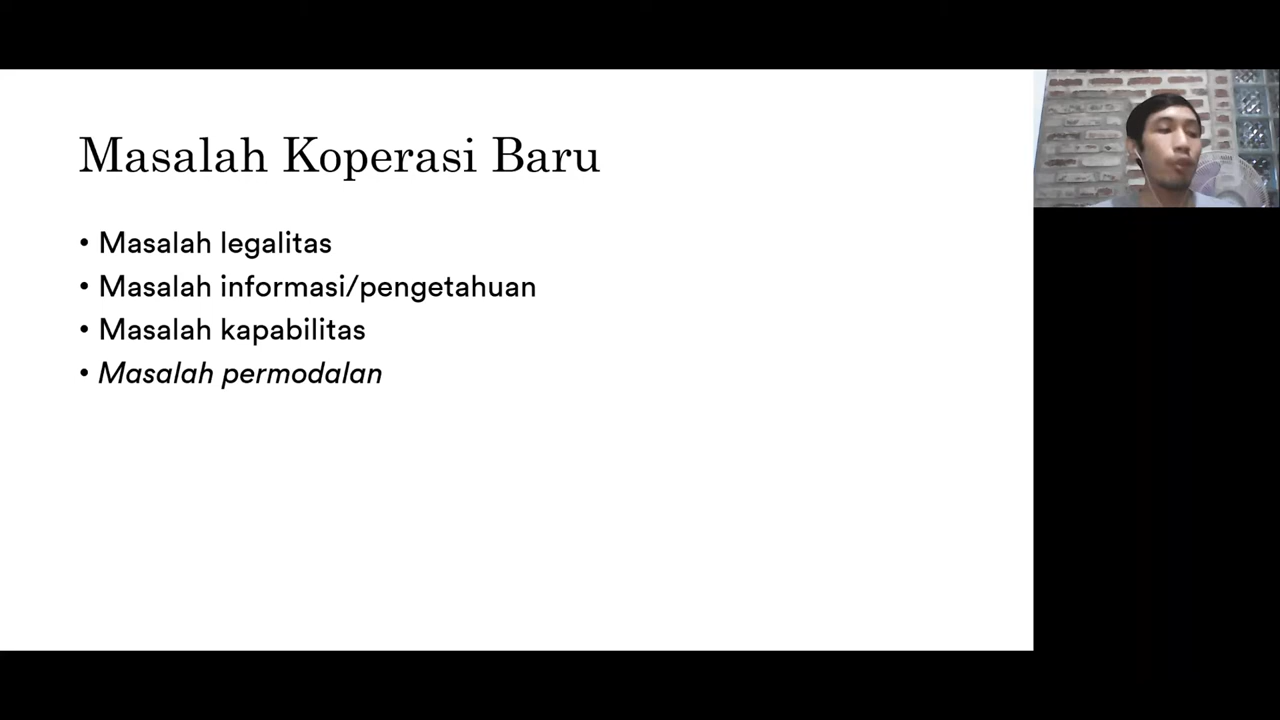 Masalah Koperasi Baru
• Masalah legalitas
• Masalah informasi/pengetahuan
• Masalah kapabilitas
• Masalah permodalan